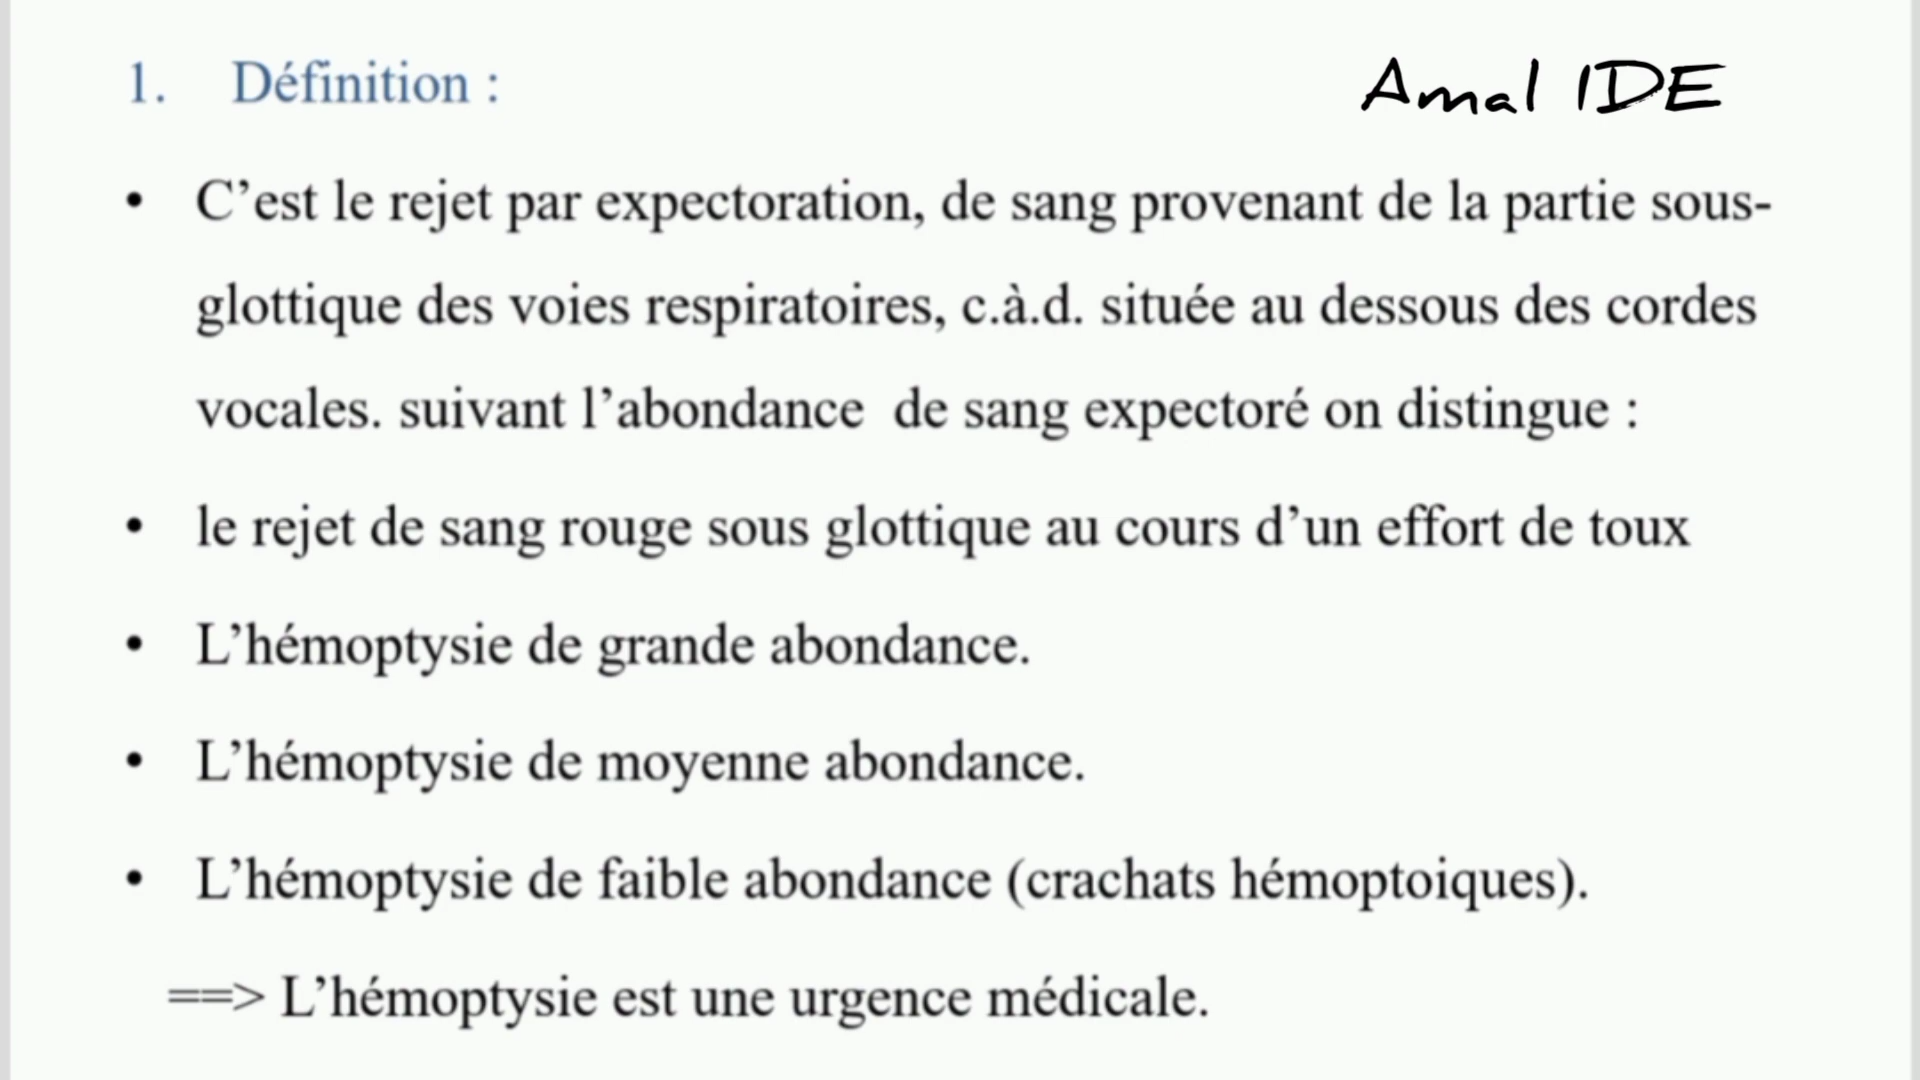 1. Définition :
Amal IDE
• C’est le rejet par expectoration, de sang provenant de la partie sous-
glottique des voies respiratoires, c.à.d. située au dessous des cordes
vocales. suivant l’abondance de sang expectoré on distingue :
• le rejet de sang rouge sous glottique au cours d’un effort de toux
• L’hémoptysie de grande abondance.
• L’hémoptysie de moyenne abondance.
• L’hémoptysie de faible abondance (crachats hémoptoiques).
==> L’hémoptysie est une urgence médicale.